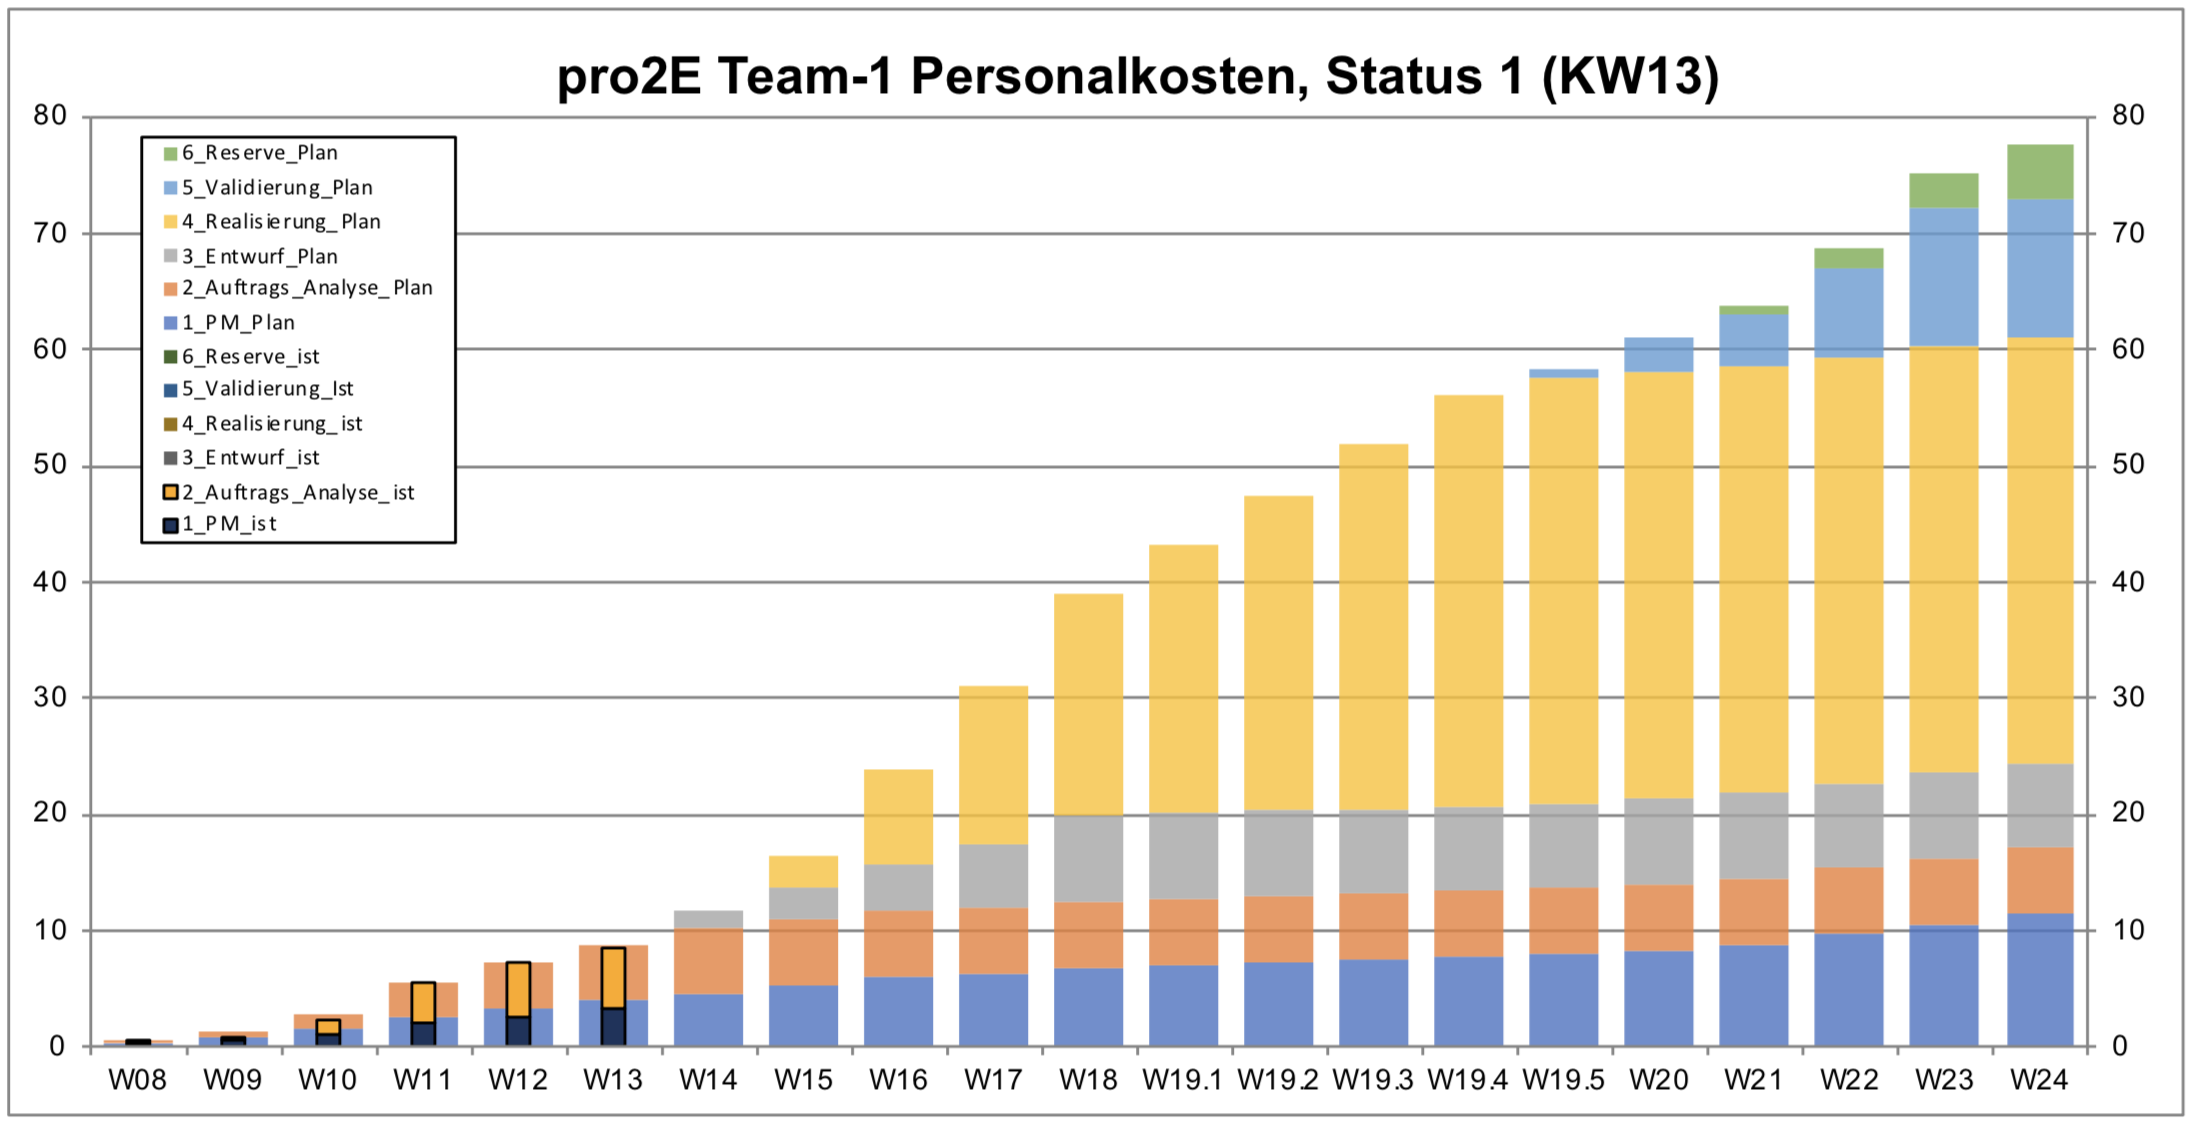 pro2E Team-1 Personalkosten, Status 1 (KW13)
80
70
60
50
40
30
20
10
0
6_Reserve_Plan
5_Validierung_Plan
4_Realisierung_Plan
3_Entwurf_Plan
2_Auftrags_Analyse_Plan
1_PM_Plan
6_Reserve_ist
5_Validierung_Ist
4_Realisierung_ist
3_Entwurf_ist
2_Auftrags_Analyse_ist
1_PM_ist
80
70
60
50
40
30
20
10
0
W08 W09 W10 W11 W12 W13 W14 W15 W16 W17 W18 W19.1 W19.2 W19.3 W19.4 W19.5 W20 W21 W22 W23 W24